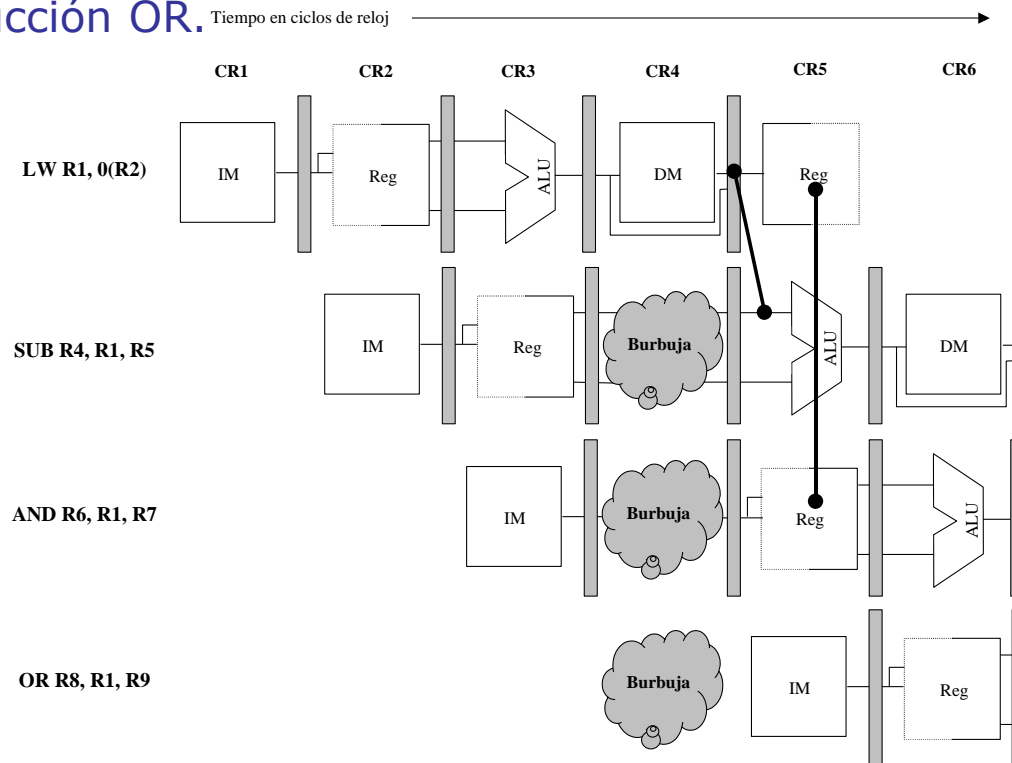 cción OR.
Tiempo en ciclos de reloj
CR1 CR2 CR3 CR4 CR5 CR6
LW R1, 0(R2)
IM Reg ALU DM Reg
SUB R4, R1, R5
IM Reg Burbuja ALU DM
AND R6, R1, R7
IM Burbuja Reg ALU
OR R8, R1, R9
Burbuja IM Reg